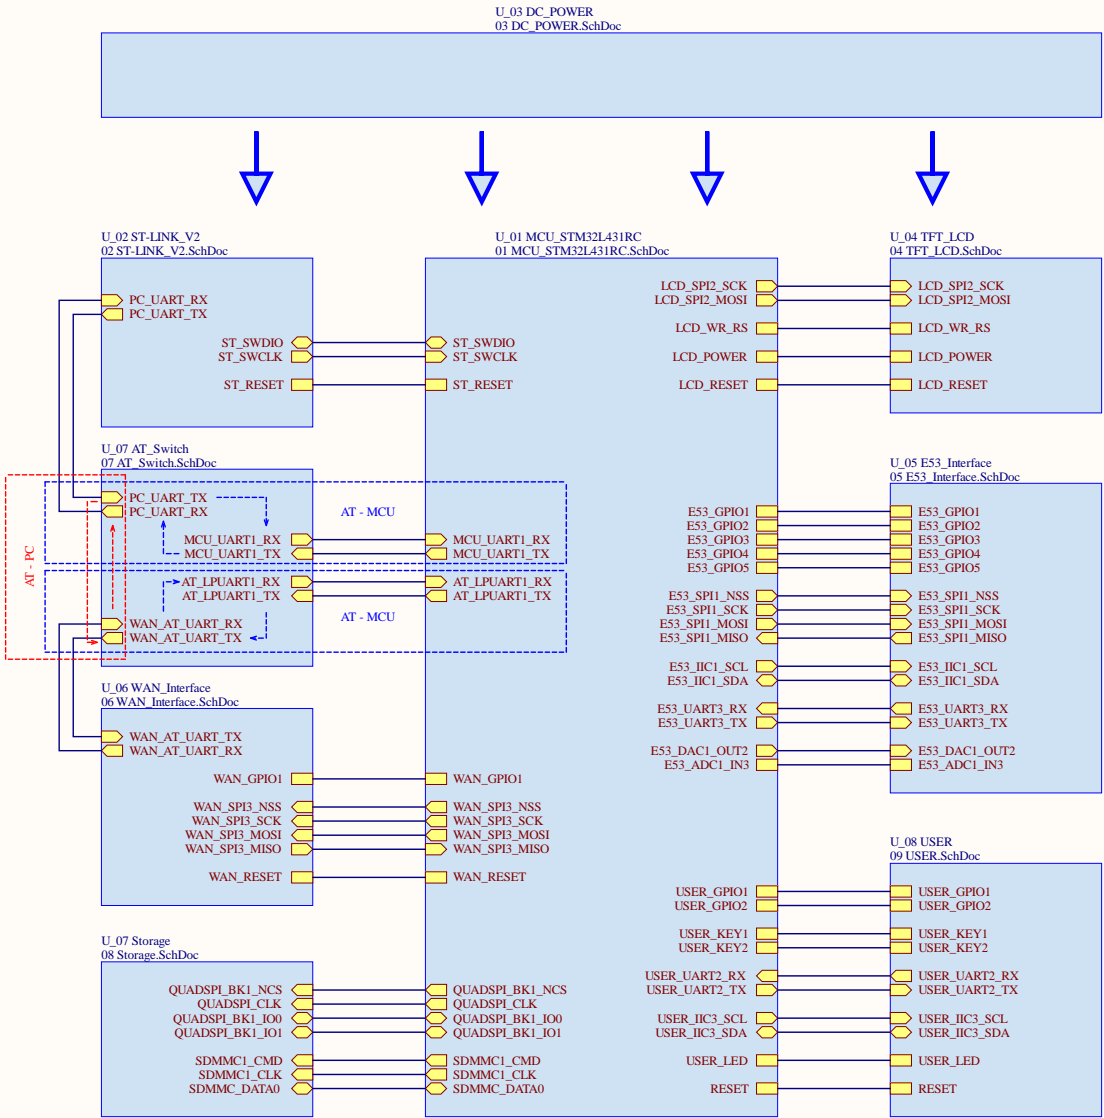 U_03 DC_POWER
03 DC_POWER.SchDoc
U_02 ST-LINK_V2
02 ST-LINK_V2.SchDoc
PC_UART_RX
PC_UART_TX
ST_SWDIO
ST_SWCLK
ST_RESET
U_01 MCU_STM32L431RC
01 MCU_STM32L431RC.SchDoc
ST_SWDIO
ST_SWCLK
ST_RESET
LCD_SPI2_SCK
LCD_SPI2_MOSI
LCD_WR_RS
LCD_POWER
LCD_RESET
U_04 TFT_LCD
04 TFT_LCD.SchDoc
LCD_SPI2_SCK
LCD_SPI2_MOSI
LCD_WR_RS
LCD_POWER
LCD_RESET
U_07 AT_Switch
07 AT_Switch.SchDoc
PC_UART_TX
PC_UART_RX
AT - MCU
MCU_UART1_RX
MCU_UART1_TX
AT - PC
AT_LPUART1_RX
AT_LPUART1_TX
AT - MCU
WAN_AT_UART_RX
WAN_AT_UART_TX
MCU_UART1_RX
MCU_UART1_TX
AT_LPUART1_RX
AT_LPUART1_TX
E53_GPIO1
E53_GPIO2
E53_GPIO3
E53_GPIO4
E53_GPIO5
E53_SPI1_NSS
E53_SPI1_SCK
E53_SPI1_MOSI
E53_SPI1_MISO
E53_IIC1_SCL
E53_IIC1_SDA
E53_UART3_RX
E53_UART3_TX
E53_DAC1_OUT2
E53_ADC1_IN3
U_05 E53_Interface
05 E53_Interface.SchDoc
E53_GPIO1
E53_GPIO2
E53_GPIO3
E53_GPIO4
E53_GPIO5
E53_SPI1_NSS
E53_SPI1_SCK
E53_SPI1_MOSI
E53_SPI1_MISO
E53_IIC1_SCL
E53_IIC1_SDA
E53_UART3_RX
E53_UART3_TX
E53_DAC1_OUT2
E53_ADC1_IN3
U_06 WAN_Interface
06 WAN_Interface.SchDoc
WAN_AT_UART_TX
WAN_AT_UART_RX
WAN_GPIO1
WAN_SPI3_NSS
WAN_SPI3_SCK
WAN_SPI3_MOSI
WAN_SPI3_MISO
WAN_RESET
WAN_GPIO1
WAN_SPI3_NSS
WAN_SPI3_SCK
WAN_SPI3_MOSI
WAN_SPI3_MISO
WAN_RESET
USER_GPIO1
USER_GPIO2
USER_KEY1
USER_KEY2
USER_UART2_RX
USER_UART2_TX
USER_IIC3_SCL
USER_IIC3_SDA
USER_LED
RESET
U_08 USER
09 USER.SchDoc
USER_GPIO1
USER_GPIO2
USER_KEY1
USER_KEY2
USER_UART2_RX
USER_UART2_TX
USER_IIC3_SCL
USER_IIC3_SDA
USER_LED
RESET
U_07 Storage
08 Storage.SchDoc
QUADSPI_BK1_NCS
QUADSPI_CLK
QUADSPI_BK1_IO0
QUADSPI_BK1_IO1
SDMMC1_CMD
SDMMC1_CLK
SDMMC_DATA0
QUADSPI_BK1_NCS
QUADSPI_CLK
QUADSPI_BK1_IO0
QUADSPI_BK1_IO1
SDMMC1_CMD
SDMMC1_CLK
SDMMC_DATA0